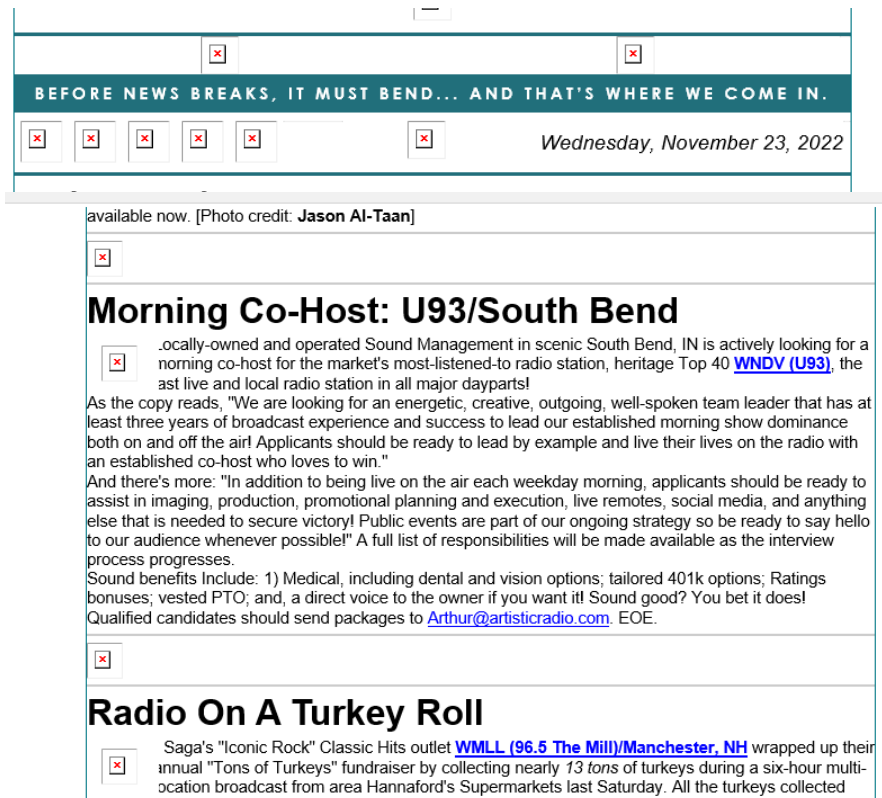 BEFORE NEWS BREAKS, IT MUST BEND... AND THAT'S WHERE WE COME IN.
Wednesday, November 23, 2022
available now. [Photo credit: Jason Al-Taan]
Morning Co-Host: U93/South Bend
ocally-owned and operated Sound Management in scenic South Bend, IN is actively looking for a
morning co-host for the market's most-listened-to radio station, heritage Top 40 WNDV (U93), the
ast live and local radio station in all major dayparts!
As the copy reads, "We are looking for an energetic, creative, outgoing, well-spoken team leader that has at
least three years of broadcast experience and success to lead our established morning show dominance
both on and off the air! Applicants should be ready to lead by example and live their lives on the radio with
an established co-host who loves to win."
And there's more: "In addition to being live on the air each weekday morning, applicants should be ready to
assist in imaging, production, promotional planning and execution, live remotes, social media, and anything
else that is needed to secure victory! Public events are part of our ongoing strategy so be ready to say hello
to our audience whenever possible!" A full list of responsibilities will be made available as the interview
process progresses.
Sound benefits Include: 1) Medical, including dental and vision options; tailored 401k options; Ratings
bonuses; vested PTO; and, a direct voice to the owner if you want it! Sound good? You bet it does!
Qualified candidates should send packages to Arthur@artisticradio.com. EOE.
Radio On A Turkey Roll
Saga's "Iconic Rock" Classic Hits outlet WMLL (96.5 The Mill)/Manchester, NH wrapped up their
annual "Tons of Turkeys" fundraiser by collecting nearly 13 tons of turkeys during a six-hour multi-
ocation broadcast from area Hannaford's Supermarkets last Saturday. All the turkeys collected